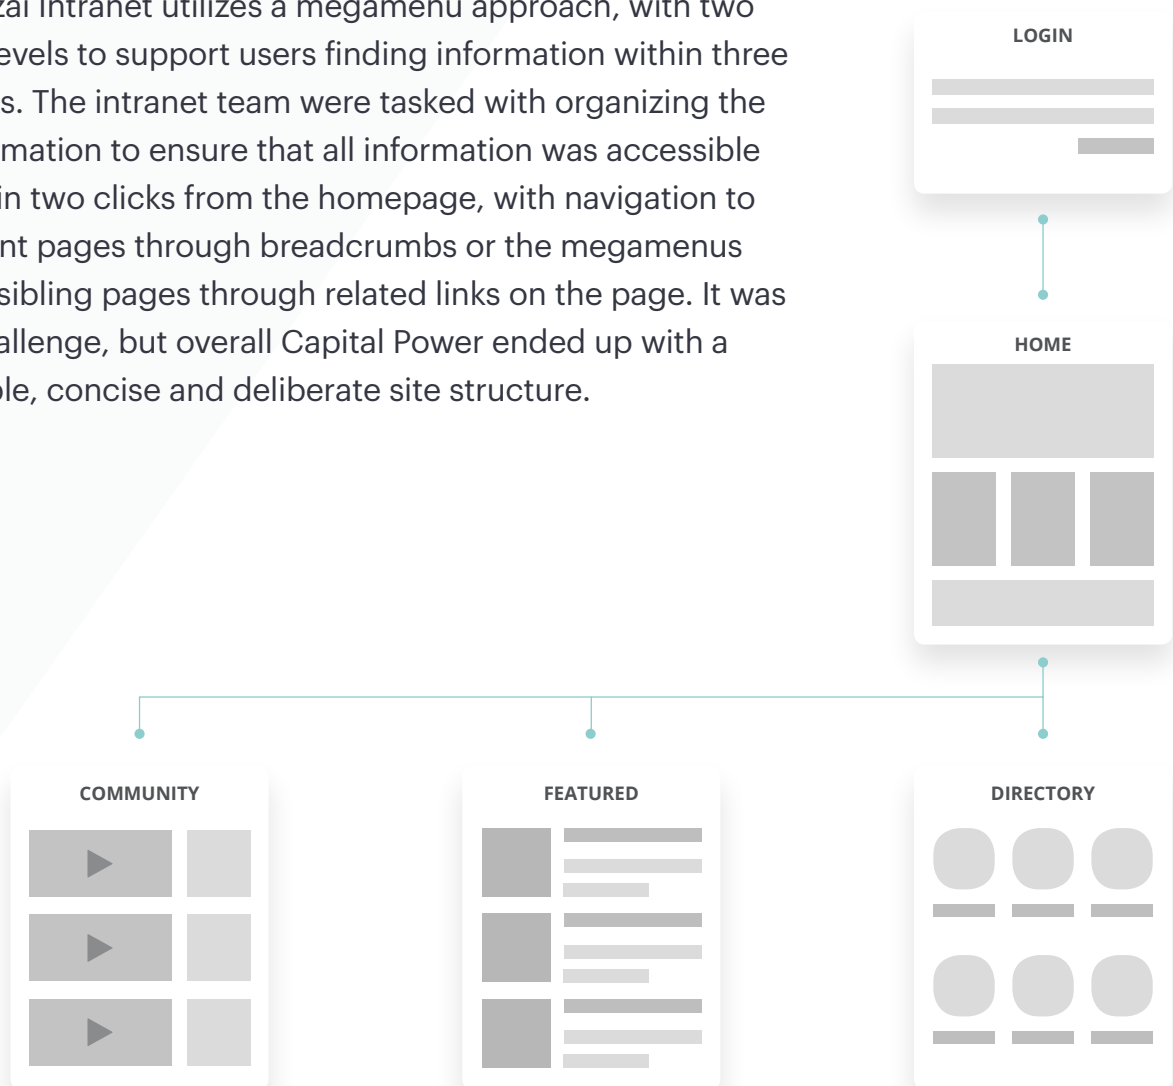 zai Intranet utilizes a megamenu approach, with two
evels to support users finding information within three
s. The intranet team were tasked with organizing the
mation to ensure that all information was accessible
in two clicks from the homepage, with navigation to
nt pages through breadcrumbs or the megamenus
sibling pages through related links on the page. It was
allenge, but overall Capital Power ended up with a
ole, concise and deliberate site structure.
LOGIN
HOME
COMMUNITY
FEATURED
DIRECTORY